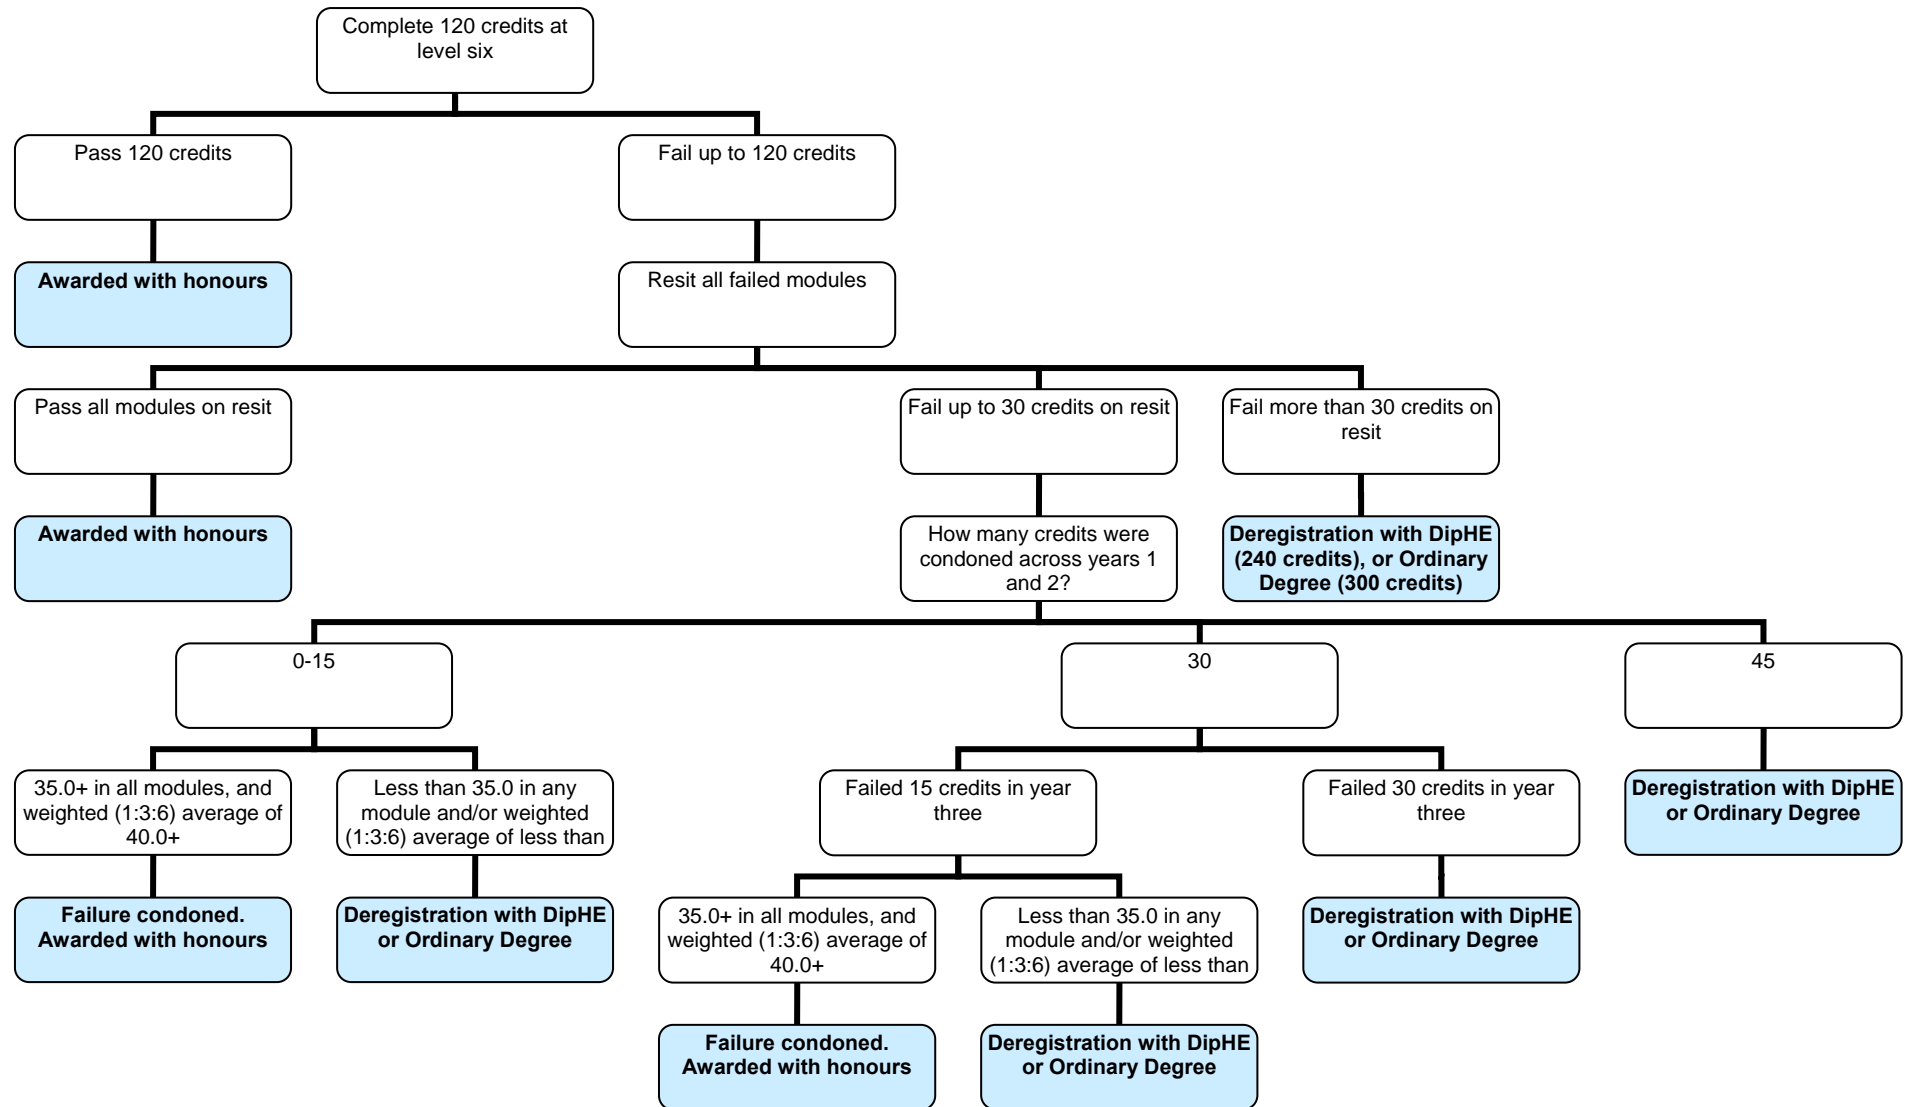 Complete 120 credits at
level six
Pass 120 credits
Fail up to 120 credits
Awarded with honours
Resit all failed modules
Pass all modules on resit
Fail up to 30 credits on resit
Fail more than 30 credits on
resit
Awarded with honours
How many credits were
condoned across years 1
and 2?
Deregistration with DipHE
(240 credits), or Ordinary
Degree (300 credits)
0-15
30
45
35.0+ in all modules, and
weighted (1:3:6) average of
40.0+
Less than 35.0 in any
module and/or weighted
(1:3:6) average of less than
Failed 15 credits in year
three
Failed 30 credits in year
three
Deregistration with DipHE
or Ordinary Degree
Failure condoned.
Awarded with honours
Deregistration with DipHE
or Ordinary Degree
35.0+ in all modules, and
weighted (1:3:6) average of
40.0+
Less than 35.0 in any
module and/or weighted
(1:3:6) average of less than
Deregistration with DipHE
or Ordinary Degree
Failure condoned.
Awarded with honours
Deregistration with DipHE
or Ordinary Degree